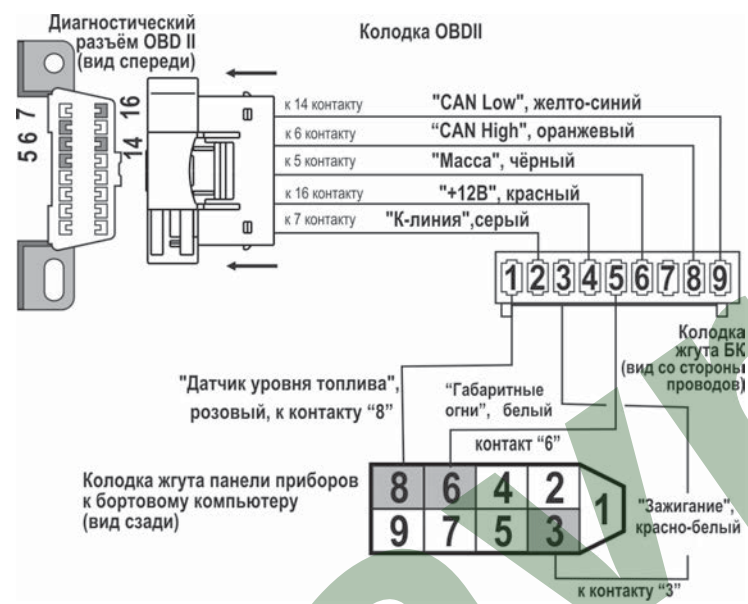 Диагностический
разъём OBD II
(вид спереди)
Колодка OBDII
5 6 7
16
14
к 14 контакту "CAN Low", желто-синий
к 6 контакту “CAN High", оранжевый
к 5 контакту "Масса", чёрный
к 16 контакту "+12В", красный
к 7 контакту "К-линия",серый
1 2 3 4 5 6 7 8 9
Колодка
жгута БК
(вид со стороны
проводов)
"Датчик уровня топлива",
розовый, к контакту “8”
“Габаритные
огни”, белый
контакт “6”
Колодка жгута панели приборов
к бортовому компьютеру
(вид сзади)
8 6 4 2
1
9 7 5 3
"Зажигание",
красно-белый
к контакту “3”